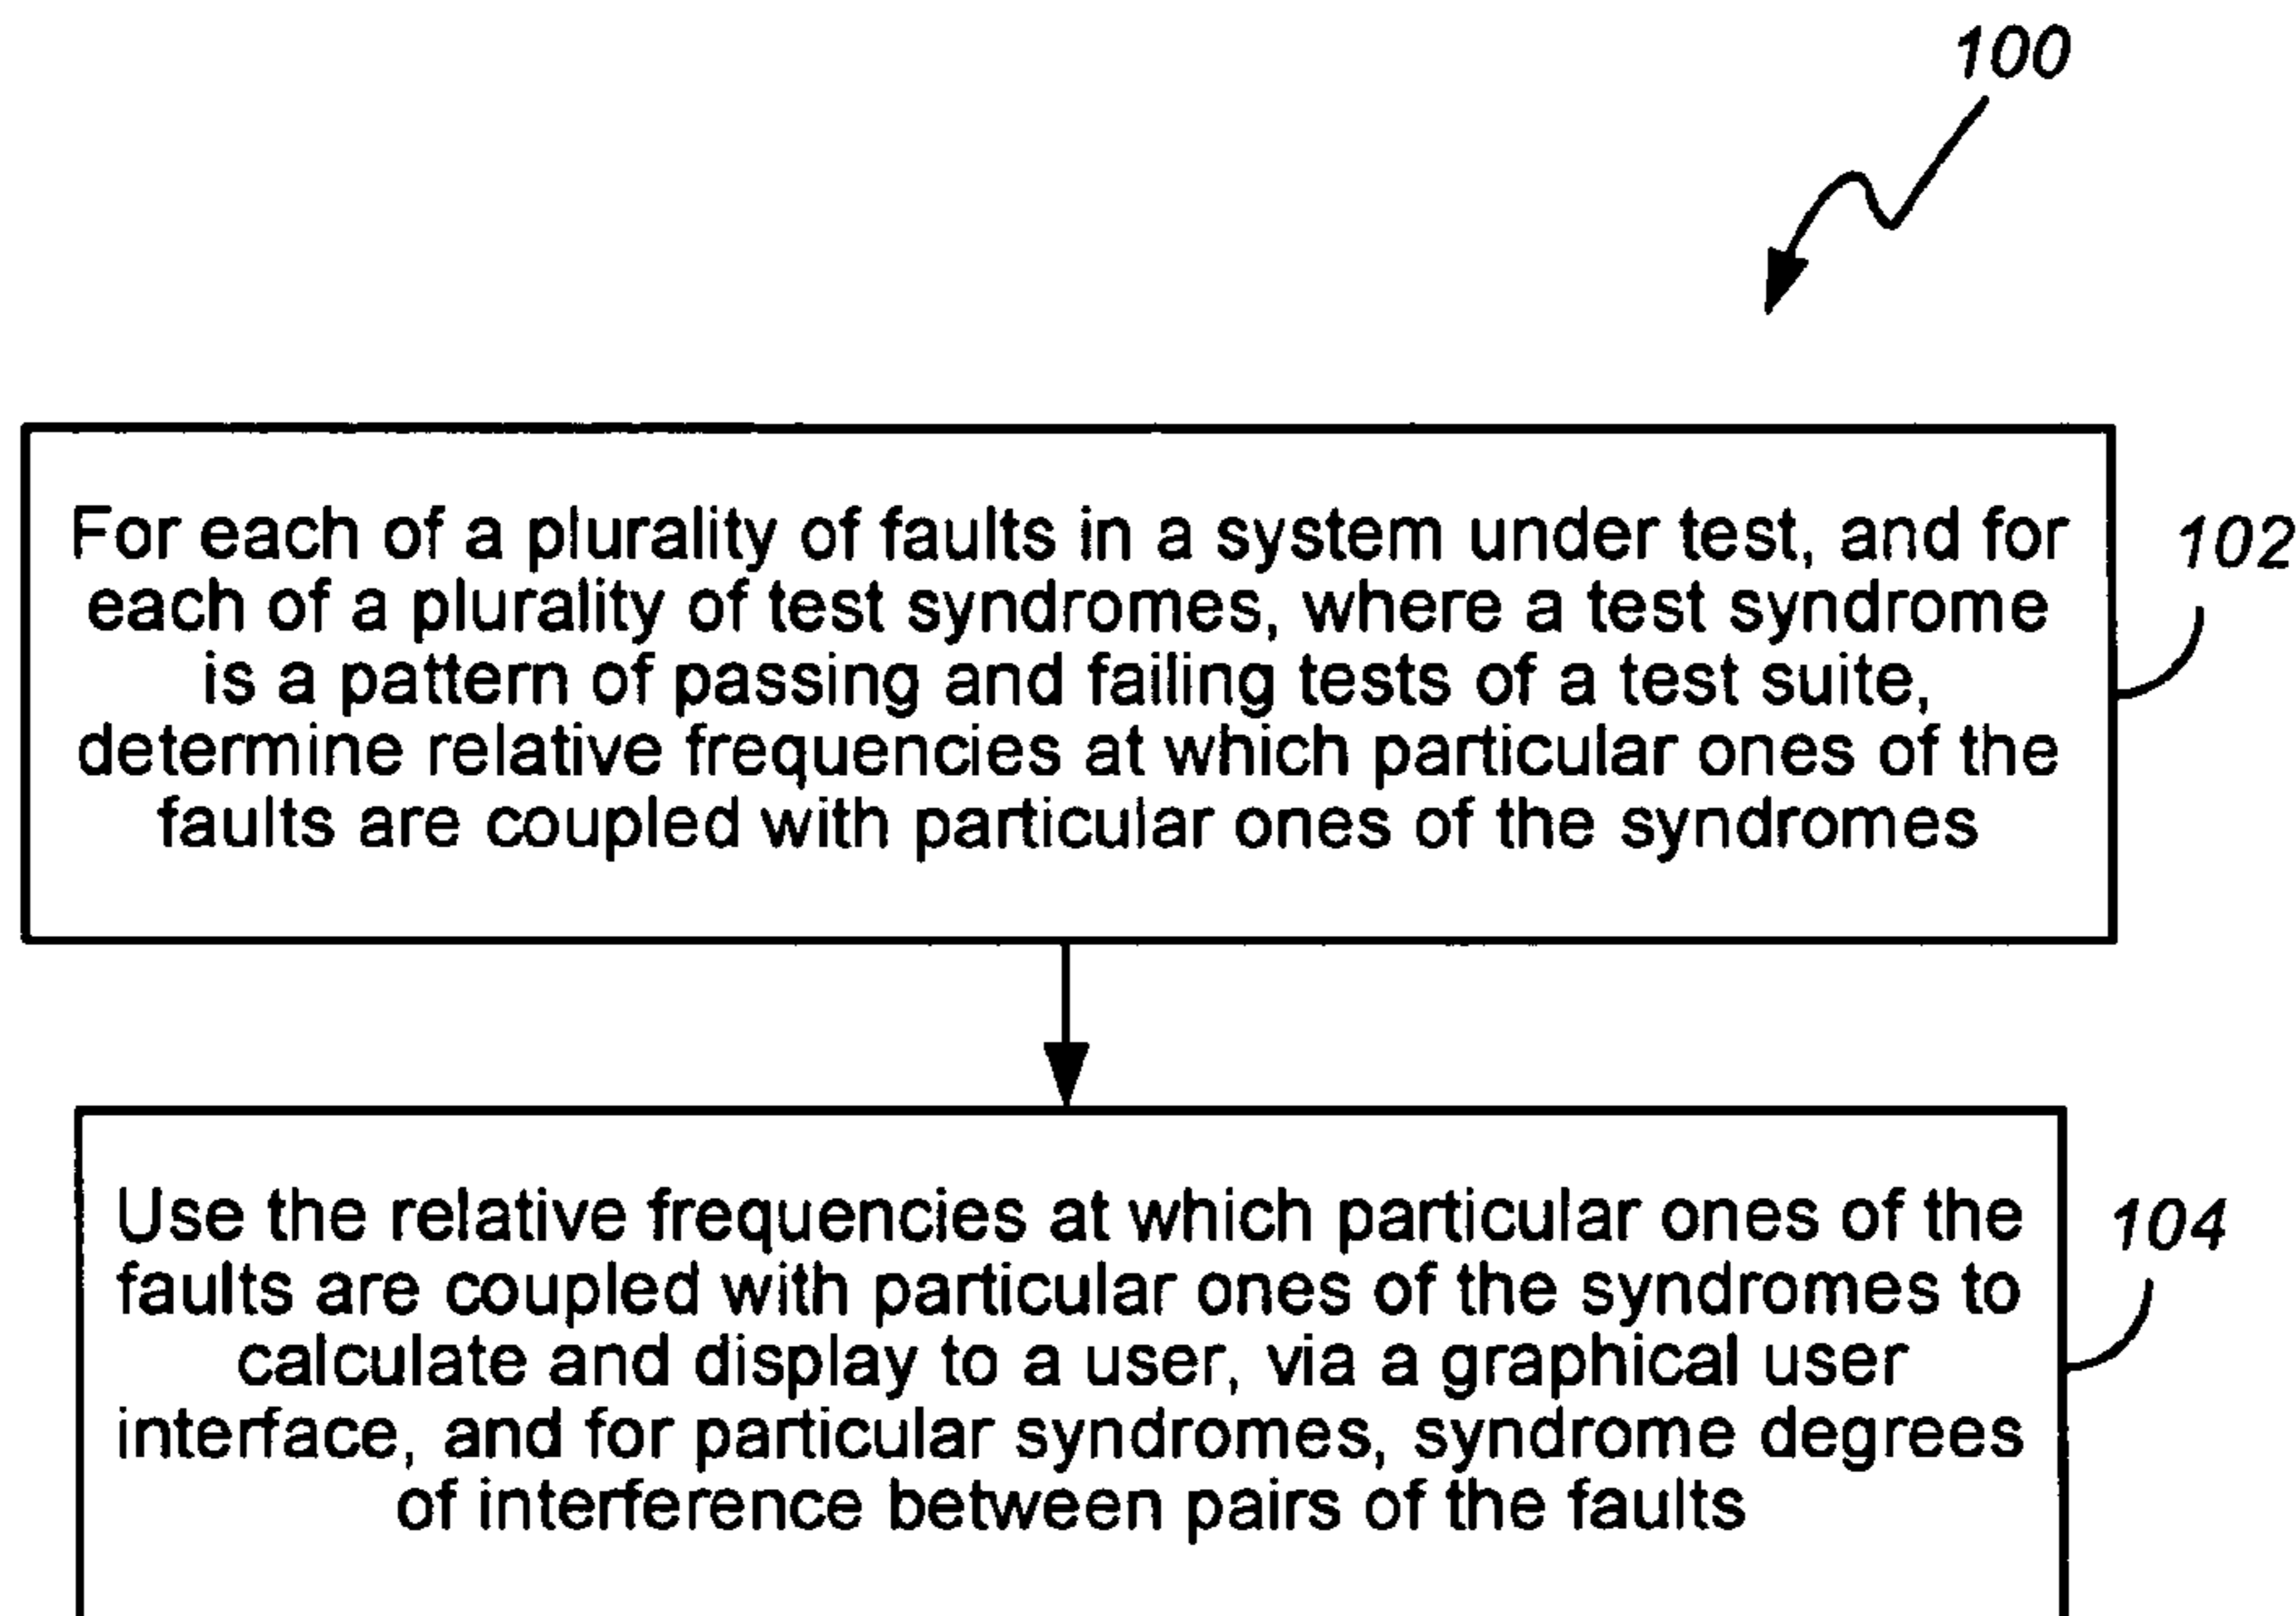 100
For each of a plurality of faults in a system under test, and for
each of a plurality of test syndromes, where a test syndrome
is a pattern of passing and failing tests of a test suite,
determine relative frequencies at which particular ones of the
faults are coupled with particular ones of the syndromes
102
Use the relative frequencies at which particular ones of the
faults are coupled with particular ones of the syndromes to
calculate and display to a user, via a graphical user
interface, and for particular syndromes, syndrome degrees
of interference between pairs of the faults
104